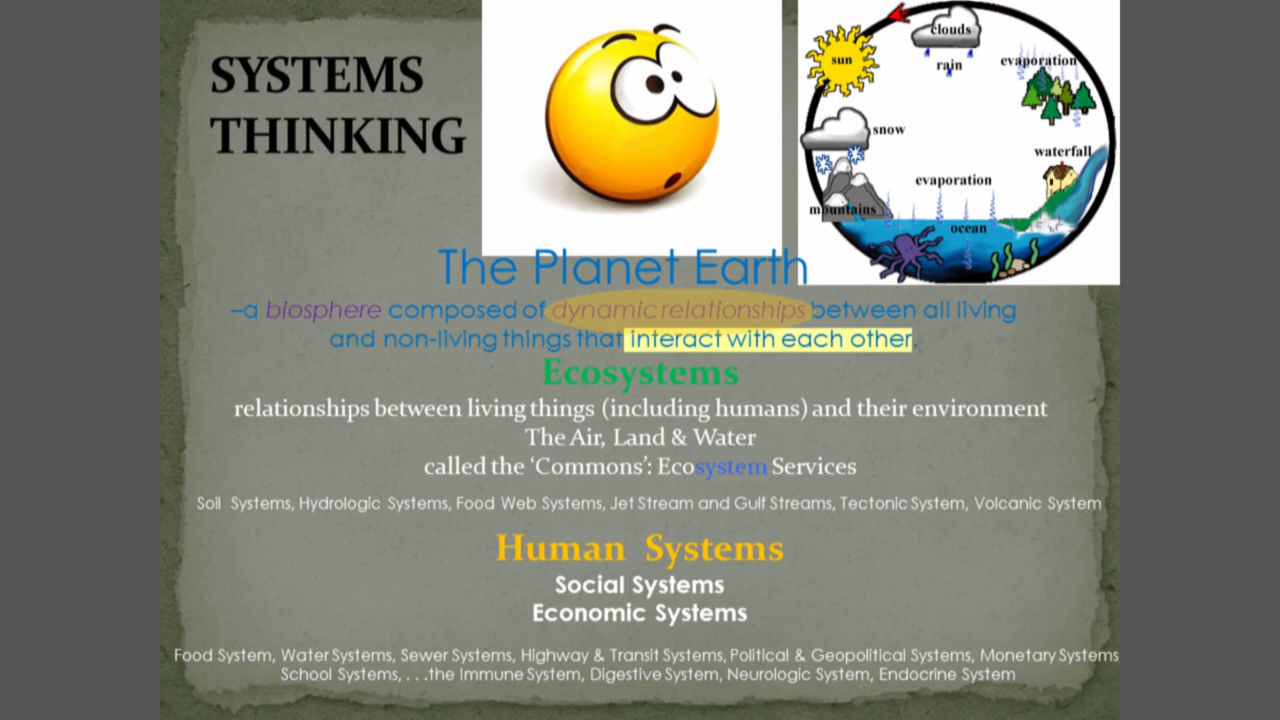 SYSTEMS
THINKING
clouds
sun
rain
evaporation
snow
waterfall
evaporation
mountains
ocean
The Planet Earth
–a biosphere composed of dynamic relationships between all living
and non-living things that interact with each other.
Ecosystems
relationships between living things (including humans) and their environment
The Air, Land & Water
called the ‘Commons’: Ecosystem Services
Soil Systems, Hydrologic Systems, Food Web Systems, Jet Stream and Gulf Streams, Tectonic System, Volcanic System
Human Systems
Social Systems
Economic Systems
Food System, Water Systems, Sewer Systems, Highway & Transit Systems, Political & Geopolitical Systems, Monetary Systems
School Systems, . . .the Immune System, Digestive System, Neurologic System, Endocrine System